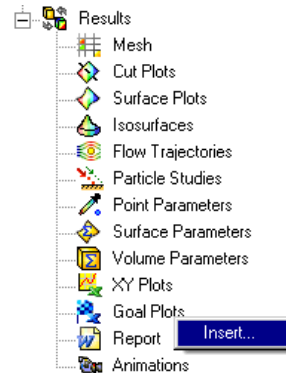 Results
Mesh
Cut Plots
Surface Plots
Isosurfaces
Flow Trajectories
Particle Studies
Point Parameters
Surface Parameters
Volume Parameters
XY Plots
Goal Plots
Report
Insert...
Animations